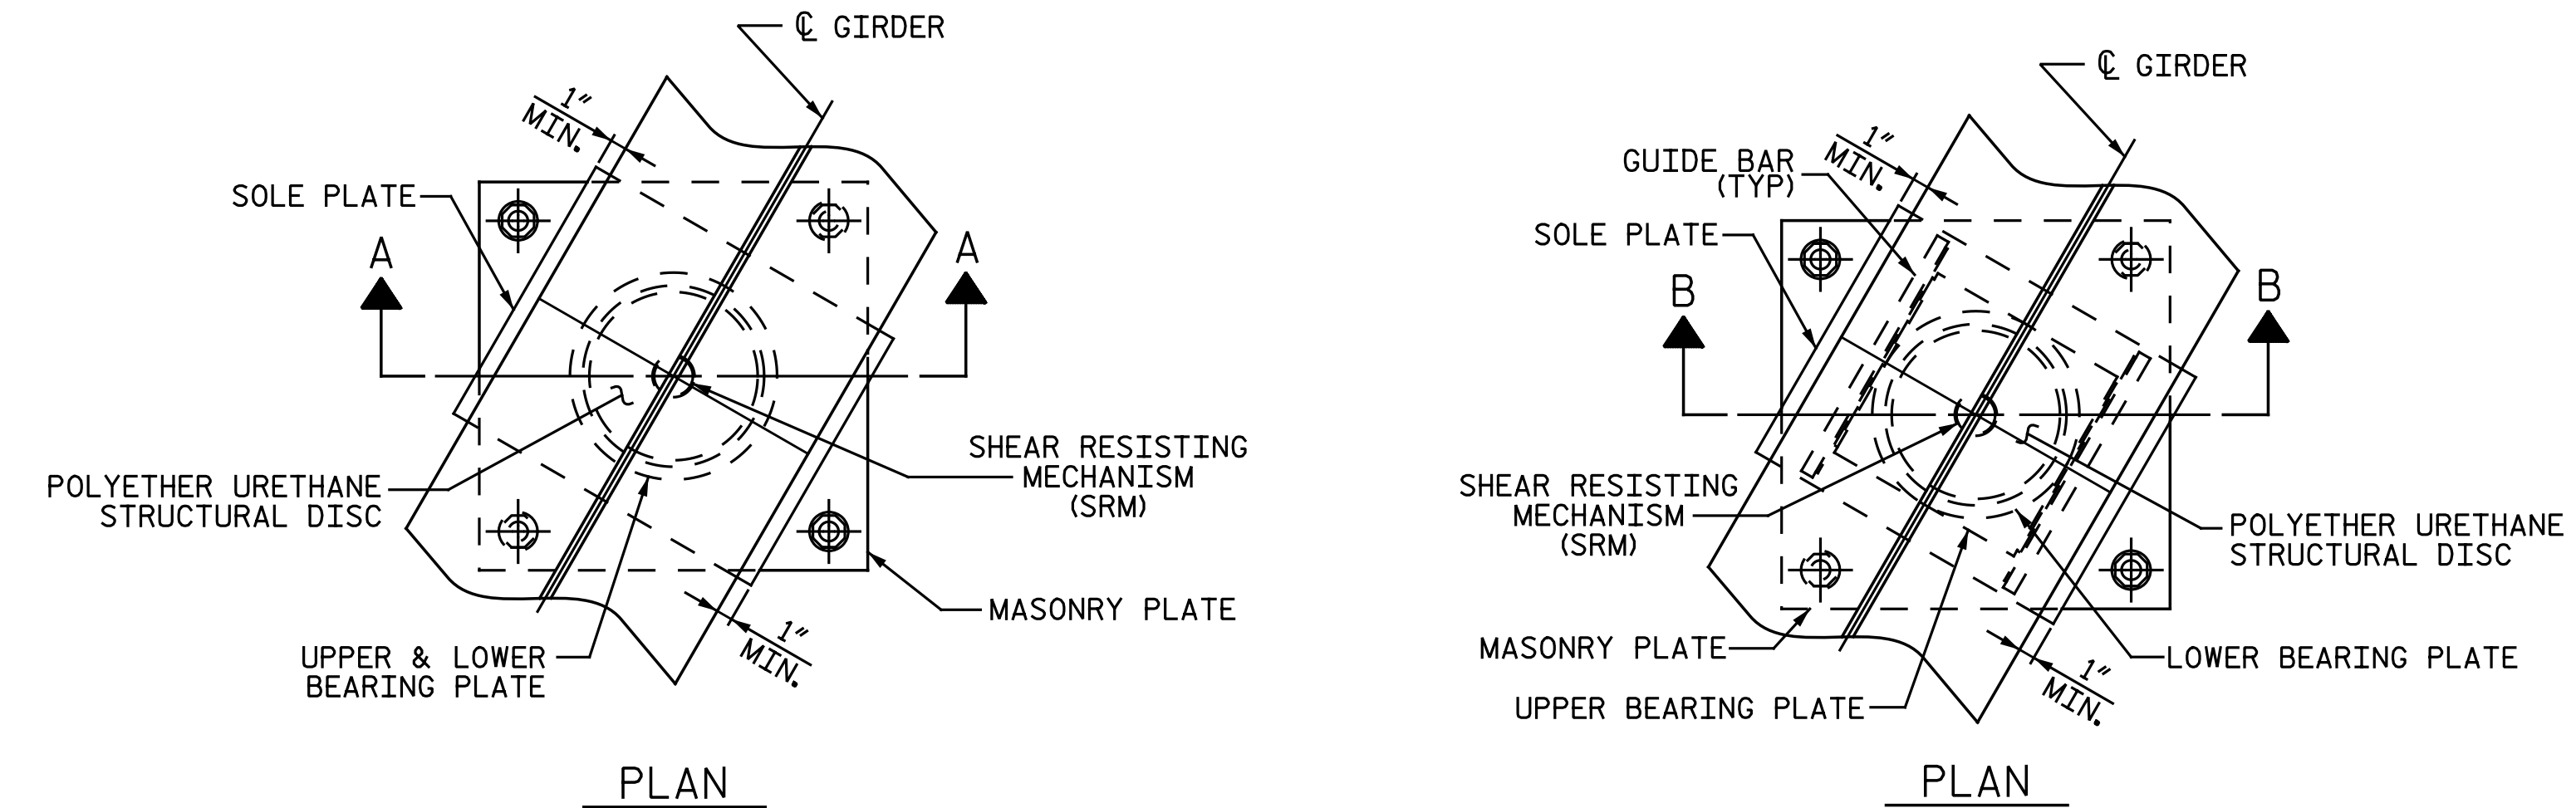 ℄ GIRDER
1"
MIN.
SOLE PLATE
A
A
SHEAR RESISTING
MECHANISM
(SRM)
POLYETHER URETHANE
STRUCTURAL DISC
MASONRY PLATE
1"
MIN.
UPPER & LOWER
BEARING PLATE
PLAN
℄ GIRDER
1"
MIN.
GUIDE BAR
(TYP)
SOLE PLATE
B
B
SHEAR RESISTING
MECHANISM
(SRM)
POLYETHER URETHANE
STRUCTURAL DISC
MASONRY PLATE
LOWER BEARING PLATE
1"
MIN.
UPPER BEARING PLATE
PLAN